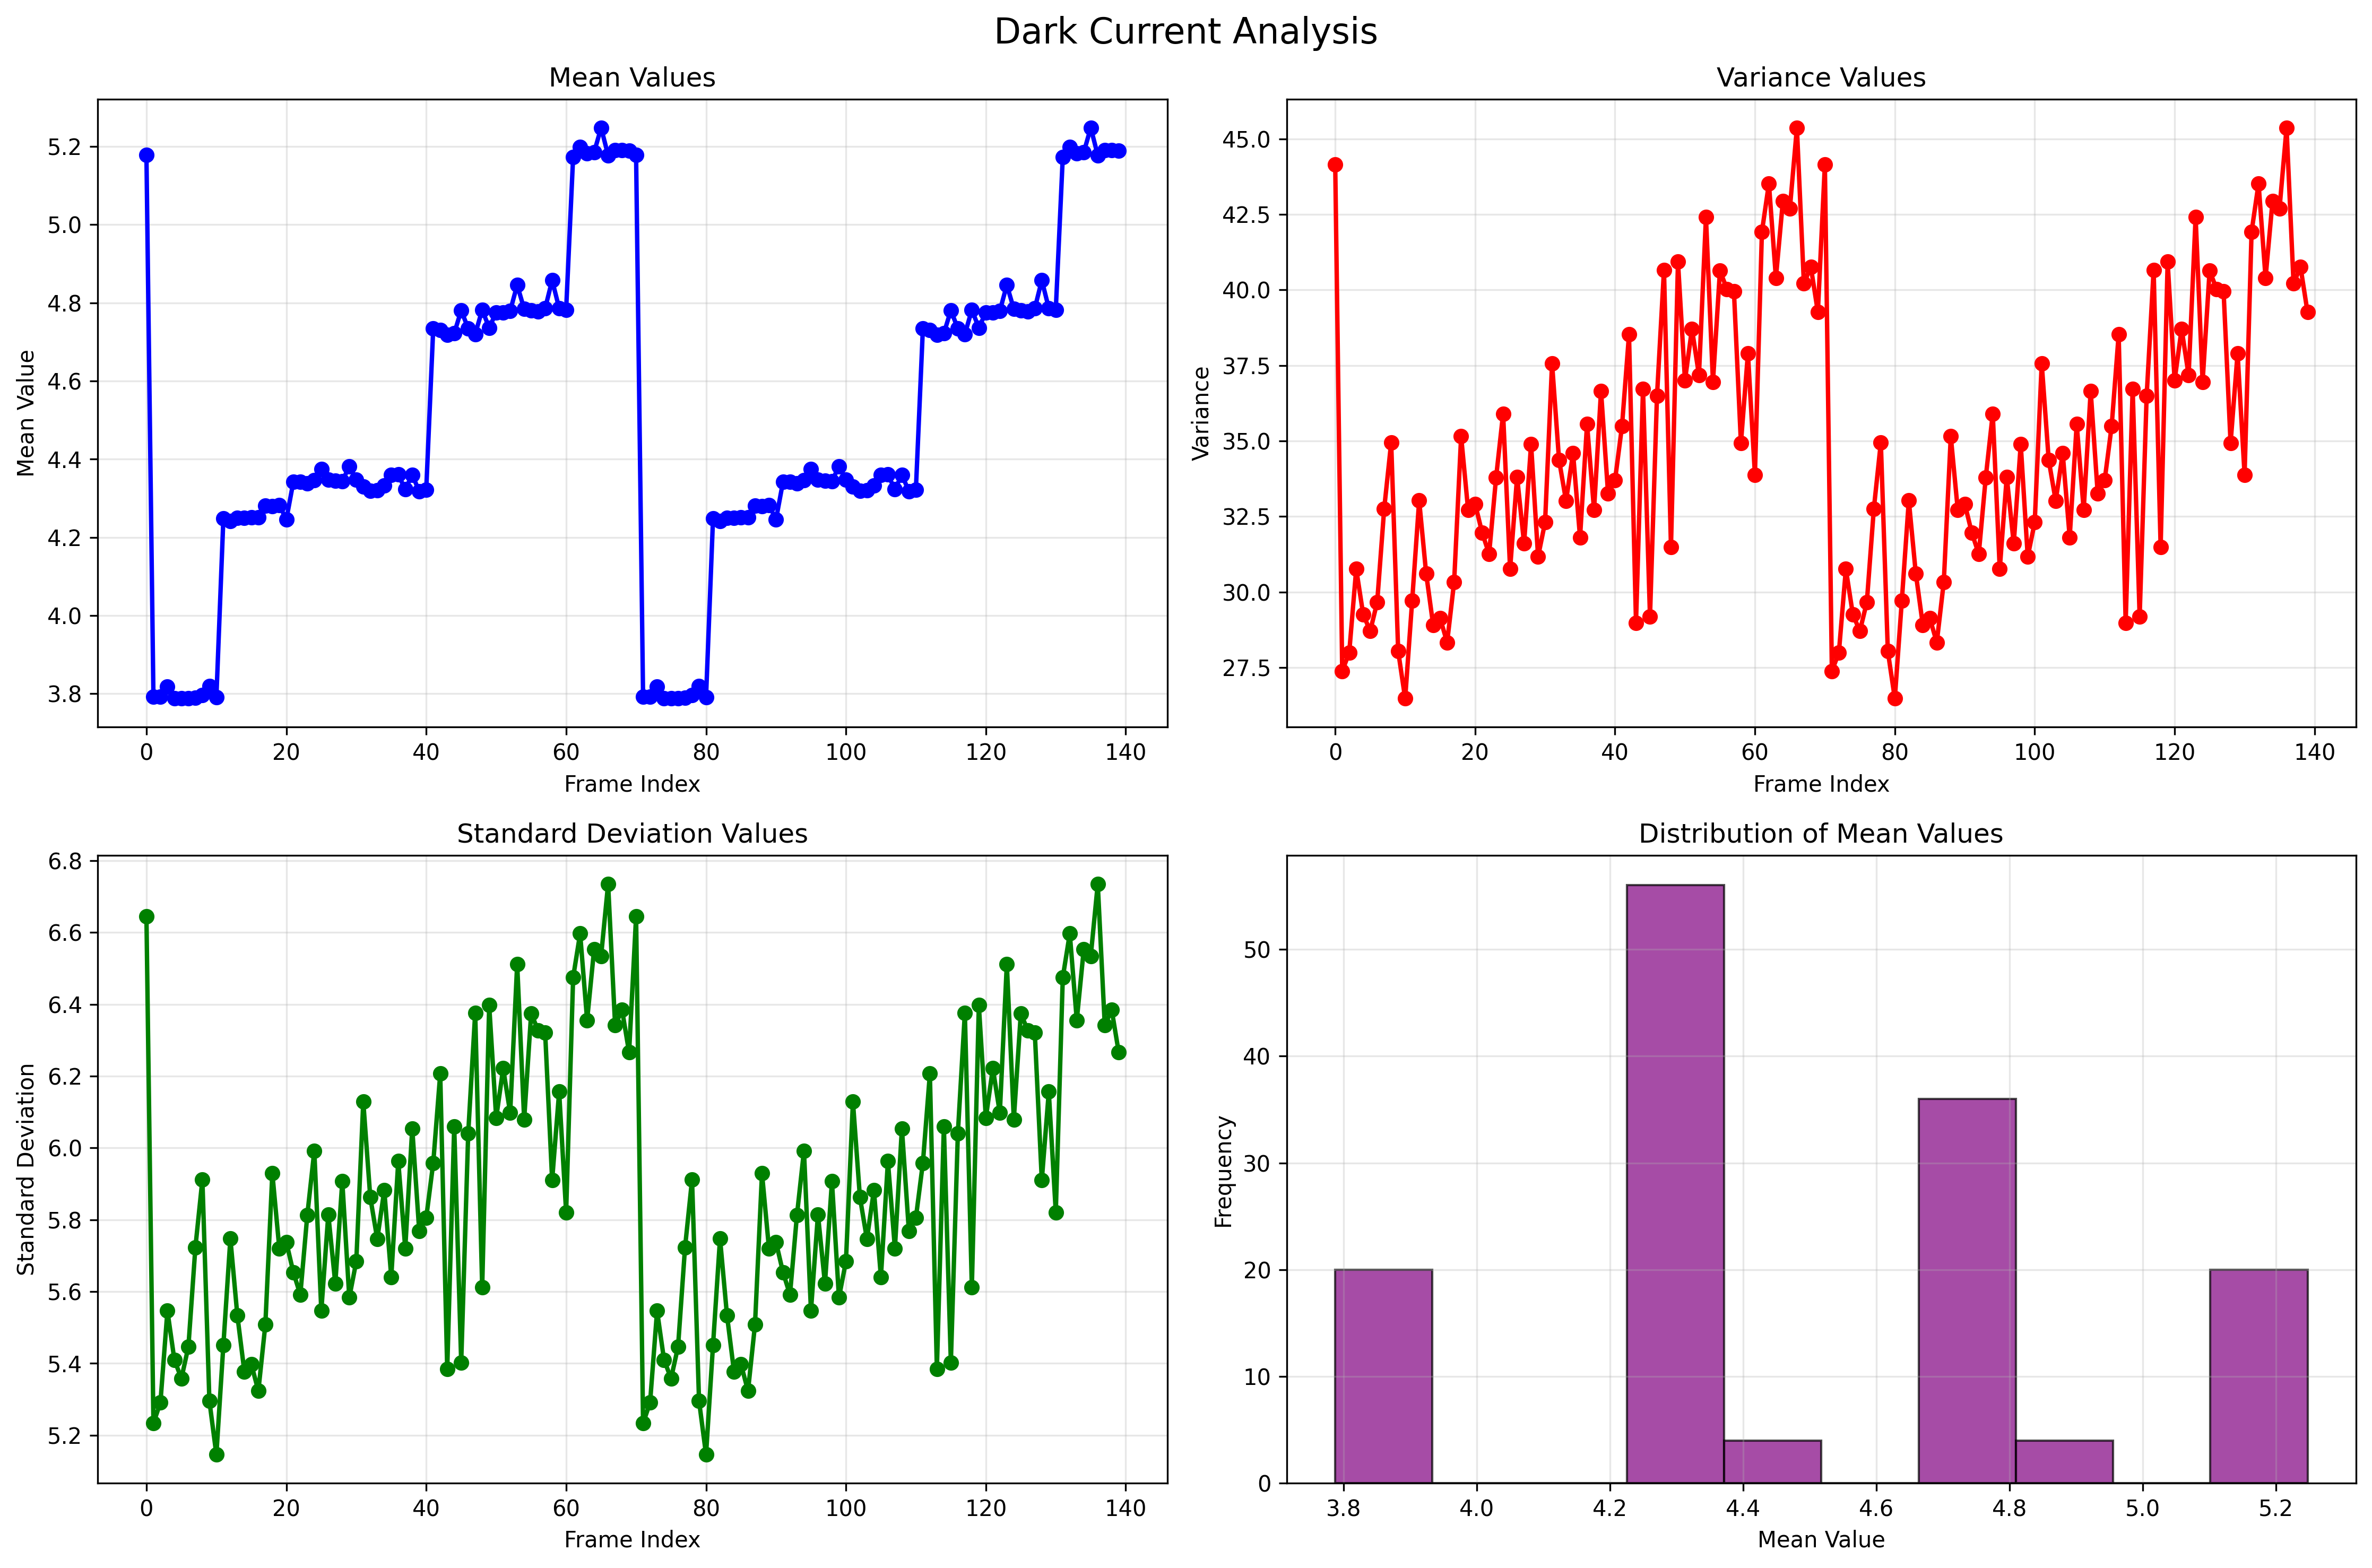 Dark Current Analysis
Mean Values
Mean Value
5.2
5.0
4.8
4.6
4.4
4.2
4.0
3.8
0 20 40 60 80 100 120 140
Frame Index
Variance Values
Variance
45.0
42.5
40.0
37.5
35.0
32.5
30.0
27.5
0 20 40 60 80 100 120 140
Frame Index
Standard Deviation Values
Standard Deviation
6.8
6.6
6.4
6.2
6.0
5.8
5.6
5.4
5.2
0 20 40 60 80 100 120 140
Frame Index
Distribution of Mean Values
Frequency
50
40
30
20
10
0
3.8 4.0 4.2 4.4 4.6 4.8 5.0 5.2
Mean Value